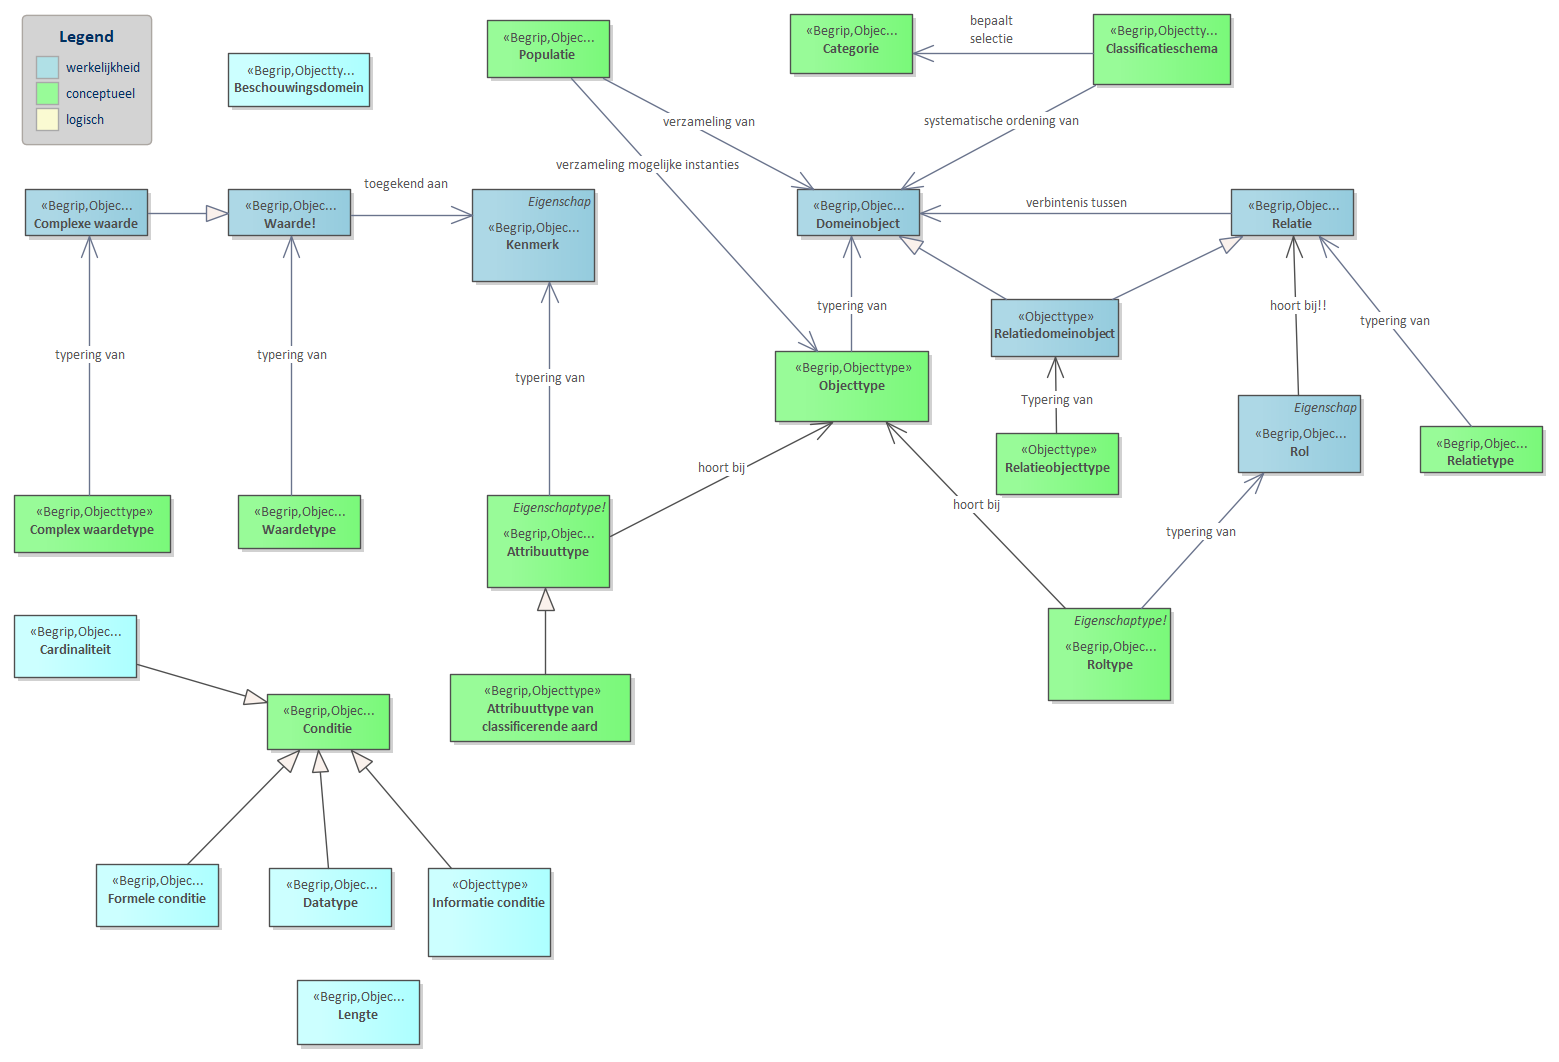 Legend
werkelijkheid
conceptueel
logisch
«Begrip,Objectty...
Beschouwingsdomein
«Begrip,Objec...
Populatie
«Begrip,Objec...
Categorie
bepaalt
selectie
«Begrip,Objectty...
Classificatieschema
verzameling van
systematische ordening van
verzameling mogelijke instanties
«Begrip,Objec...
Complexe waarde
«Begrip,Objec...
Waarde!
toegekend aan
Eigenschap
«Begrip,Objec...
Kenmerk
«Begrip,Objec...
Domeinobject
verbintenis tussen
«Begrip,Objec...
Relatie
typering van
«Objecttype»
Relatiedomeinobject
hoort bij!!
typering van
typering van
typering van
typering van
«Begrip,Objecttype»
Objecttype
Typering van
Eigenschap
«Begrip,Objec...
Rol
«Objecttype»
Relatieobjecttype
«Begrip,Objec...
Relatietype
hoort bij
hoort bij
typering van
«Begrip,Objecttype»
Complex waardetype
«Begrip,Objec...
Waardetype
Eigenschaptype!
«Begrip,Objec...
Attribuuttype
Eigenschaptype!
«Begrip,Objec...
Roltype
«Begrip,Objec...
Cardinaliteit
«Begrip,Objec...
Conditie
«Begrip,Objecttype»
Attribuuttype van
classificerende aard
«Begrip,Objec...
Formele conditie
«Begrip,Objec...
Datatype
«Objecttype»
Informatie conditie
«Begrip,Objec...
Lengte